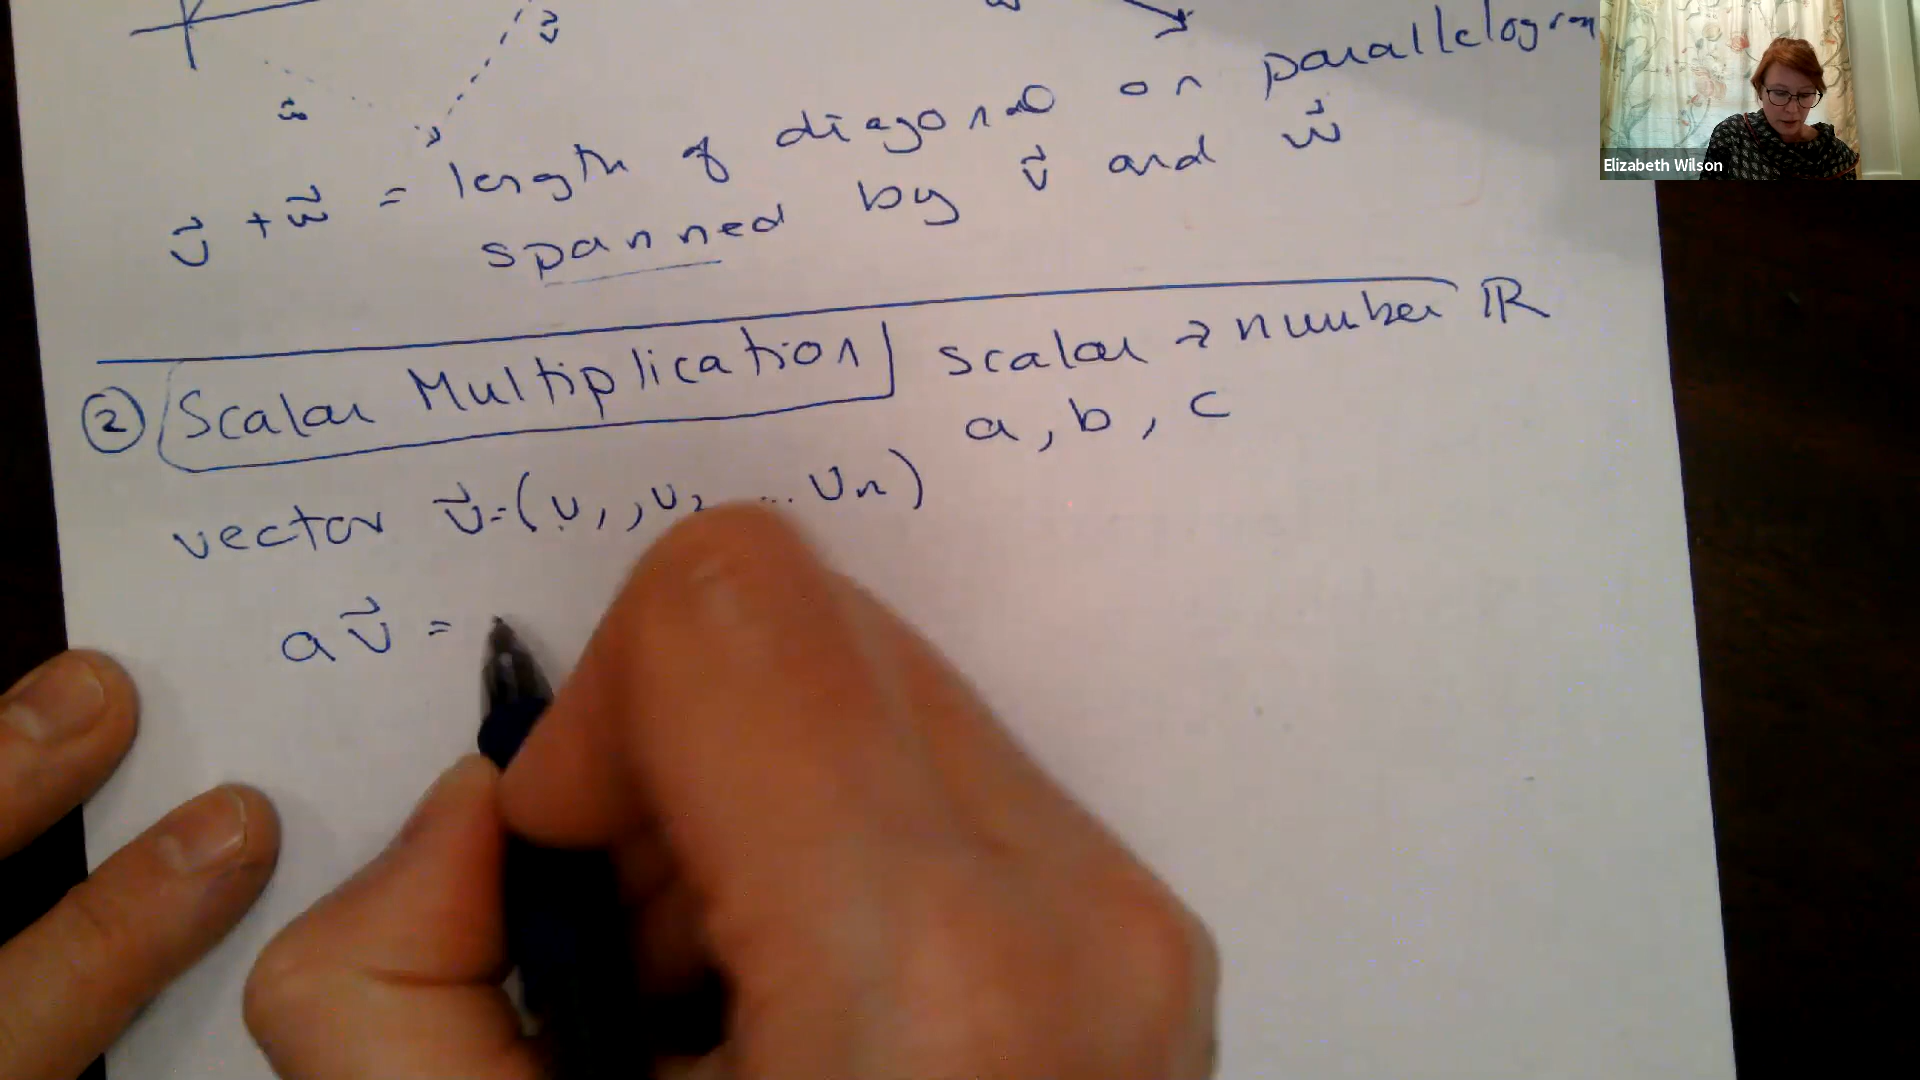 v⃗
w⃗
w⃗
v⃗ + w⃗ = length of diagonal on parallelogram
spanned by v⃗ and w⃗
② Scalar Multiplication scalar → number ℝ
a, b, c
vector v⃗=(v₁, v₂ ... vₙ)
a v⃗ =
Elizabeth Wilson